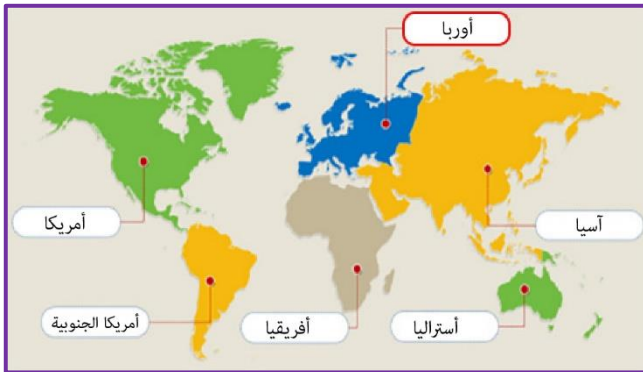 أوربا
آسيا
أمريكا
أستراليا
أفريقيا
أمريكا الجنوبية